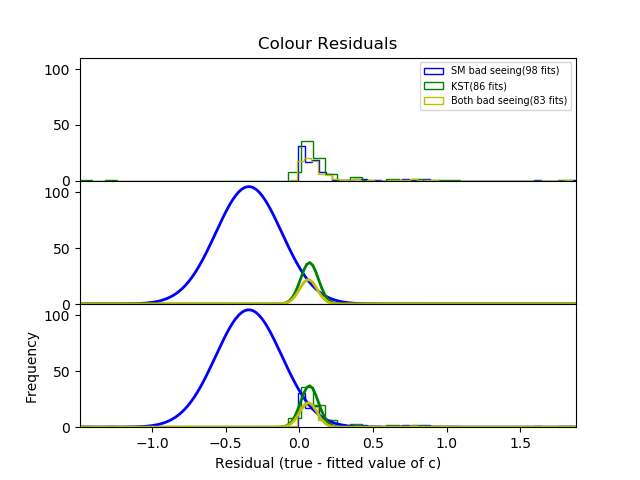 Colour Residuals
100
50
0
SM bad seeing(98 fits)
KST(86 fits)
Both bad seeing(83 fits)
100
50
0
100
50
0
Frequency
−1.0 −0.5 0.0 0.5 1.0 1.5
Residual (true - fitted value of c)